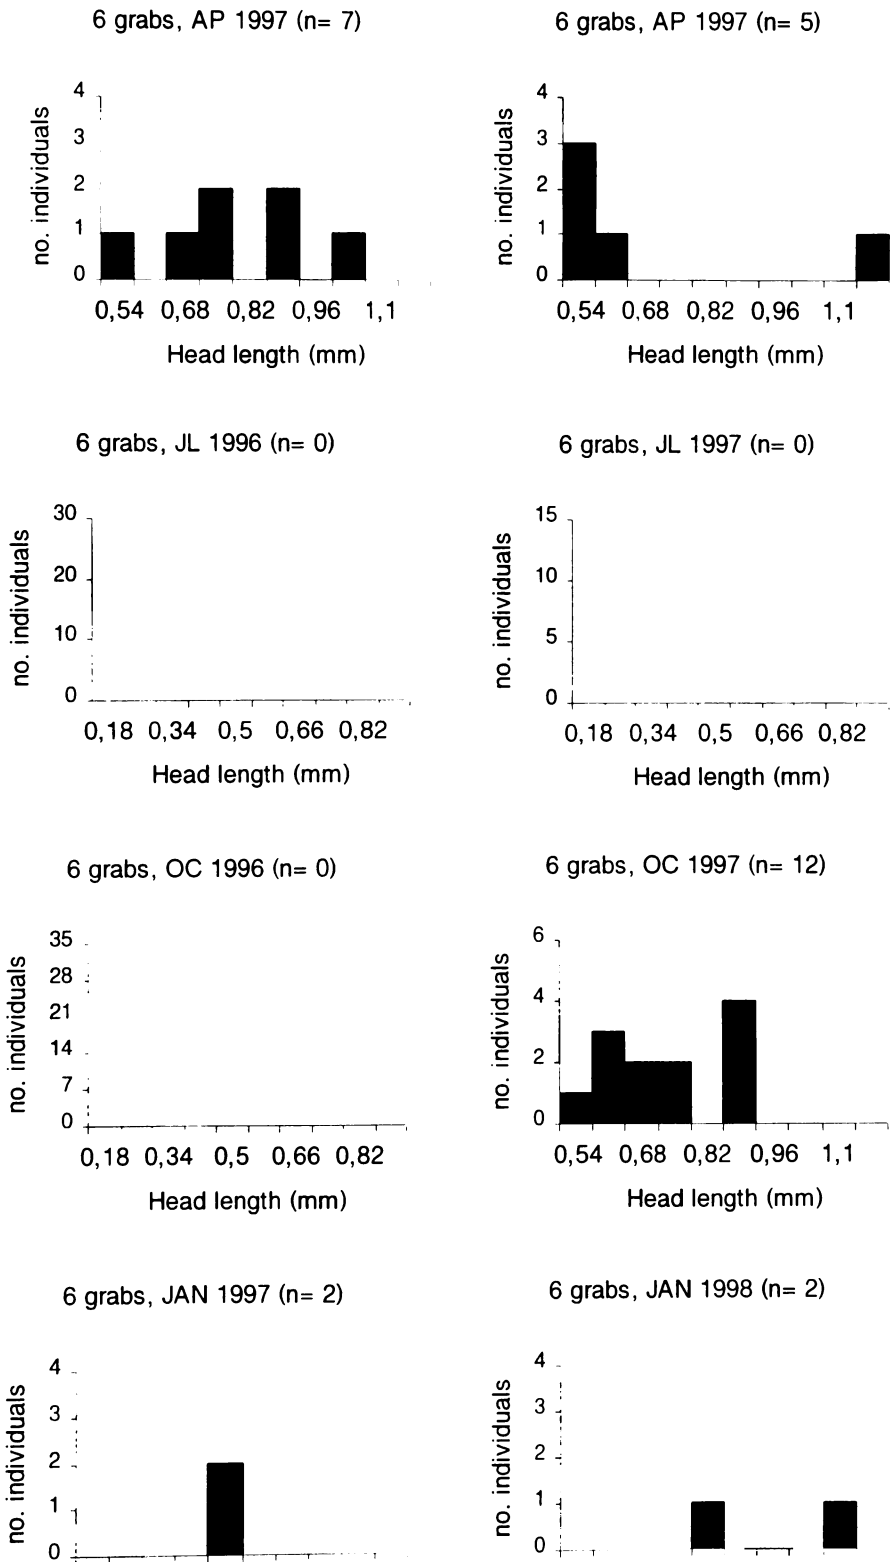 6 grabs, AP 1997 (n= 7)
4
3
2
1
0
no. individuals
0,54 0,68 0,82 0,96 1,1
Head length (mm)
6 grabs, AP 1997 (n= 5)
4
3
2
1
0
no. individuals
0,54 0,68 0,82 0,96 1,1
Head length (mm)
6 grabs, JL 1996 (n= 0)
30
20
10
0
no. individuals
0,18 0,34 0,5 0,66 0,82
Head length (mm)
6 grabs, JL 1997 (n= 0)
15
10
5
0
no. individuals
0,18 0,34 0,5 0,66 0,82
Head length (mm)
6 grabs, OC 1996 (n= 0)
35
28
21
14
7
0
no. individuals
0,18 0,34 0,5 0,66 0,82
Head length (mm)
6 grabs, OC 1997 (n= 12)
6
4
2
0
no. individuals
0,54 0,68 0,82 0,96 1,1
Head length (mm)
6 grabs, JAN 1997 (n= 2)
4
3
2
1
0
no. individuals
6 grabs, JAN 1998 (n= 2)
4
3
2
1
0
no. individuals